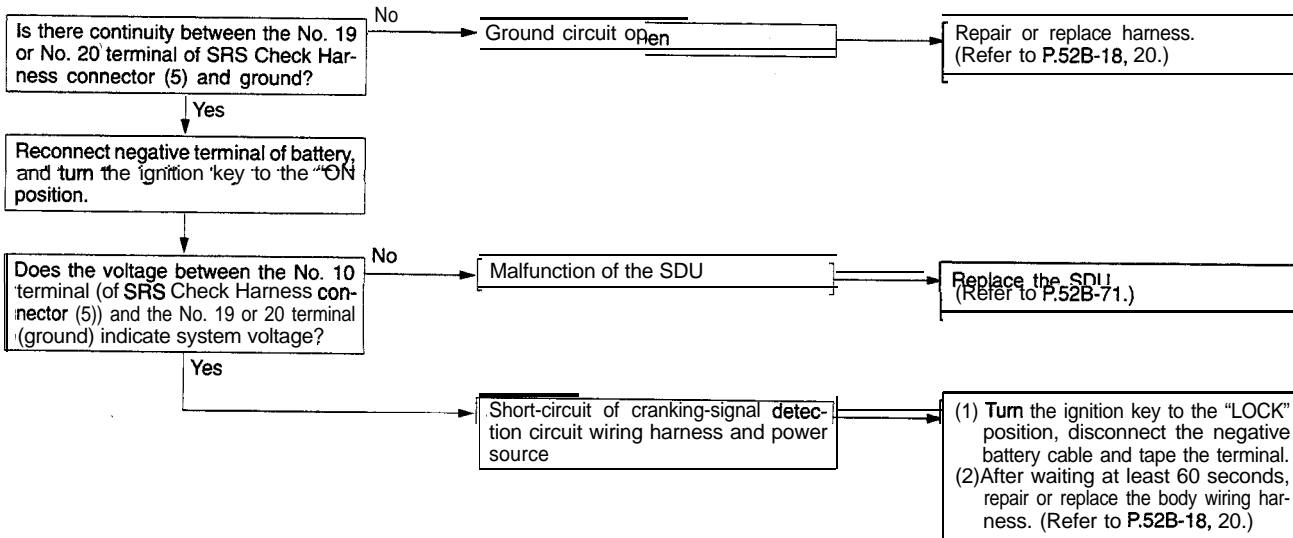 Is there continuity between the No. 19
or No. 20 terminal of SRS Check Har-
ness connector (5) and ground?
No
Ground circuit open
Repair or replace harness.
(Refer to P.52B-18, 20.)
Yes
Reconnect negative terminal of battery,
and turn the ignition key to the "ON
position.
Does the voltage between the No. 10
terminal (of SRS Check Harness con-
nector (5)) and the No. 19 or 20 terminal
(ground) indicate system voltage?
No
Malfunction of the SDU
Replace the SDU.
(Refer to P.52B-71.)
Yes
Short-circuit of cranking-signal detec-
tion circuit wiring harness and power
source
(1) Turn the ignition key to the "LOCK"
position, disconnect the negative
battery cable and tape the terminal.
(2)After waiting at least 60 seconds,
repair or replace the body wiring har-
ness. (Refer to P.52B-18, 20.)